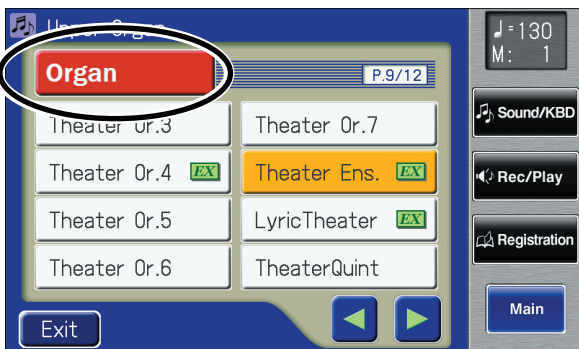 Upper Organ
Organ
P.9/12
Theater Or.3
Theater Or.7
Theater Or.4 EX
Theater Ens. EX
Theater Or.5
LyricTheater EX
Theater Or.6
TheaterQuint
Exit
♩=130
M: 1
Sound/KBD
Rec/Play
Registration
Main